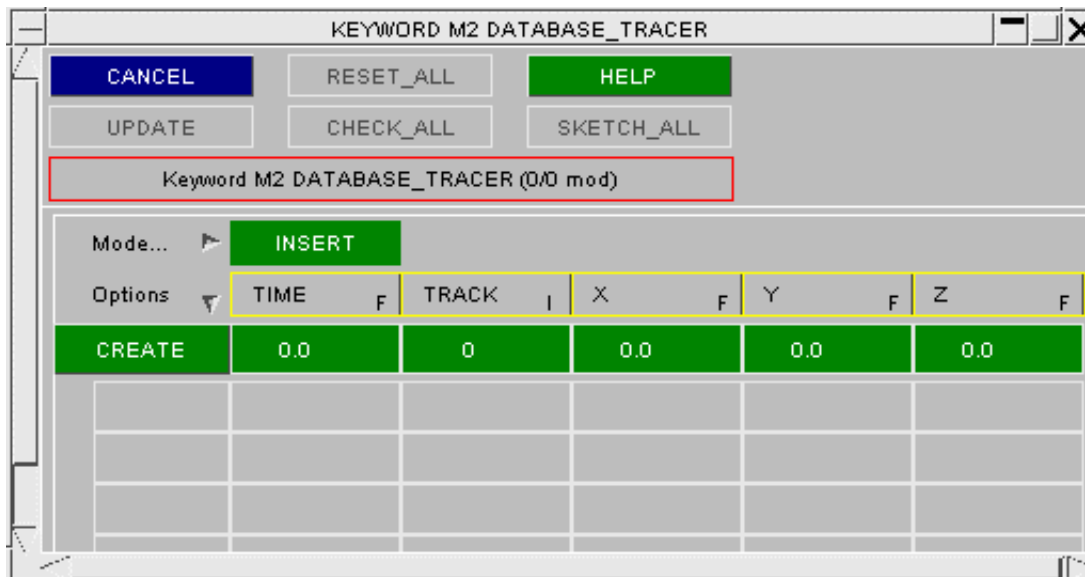 KEYWORD M2 DATABASE_TRACER
CANCEL RESET_ALL HELP
UPDATE CHECK_ALL SKETCH_ALL
Keyword M2 DATABASE_TRACER (0/0 mod)
Mode... INSERT
Options TIME F TRACK I X F Y F Z F
CREATE 0.0 0 0.0 0.0 0.0